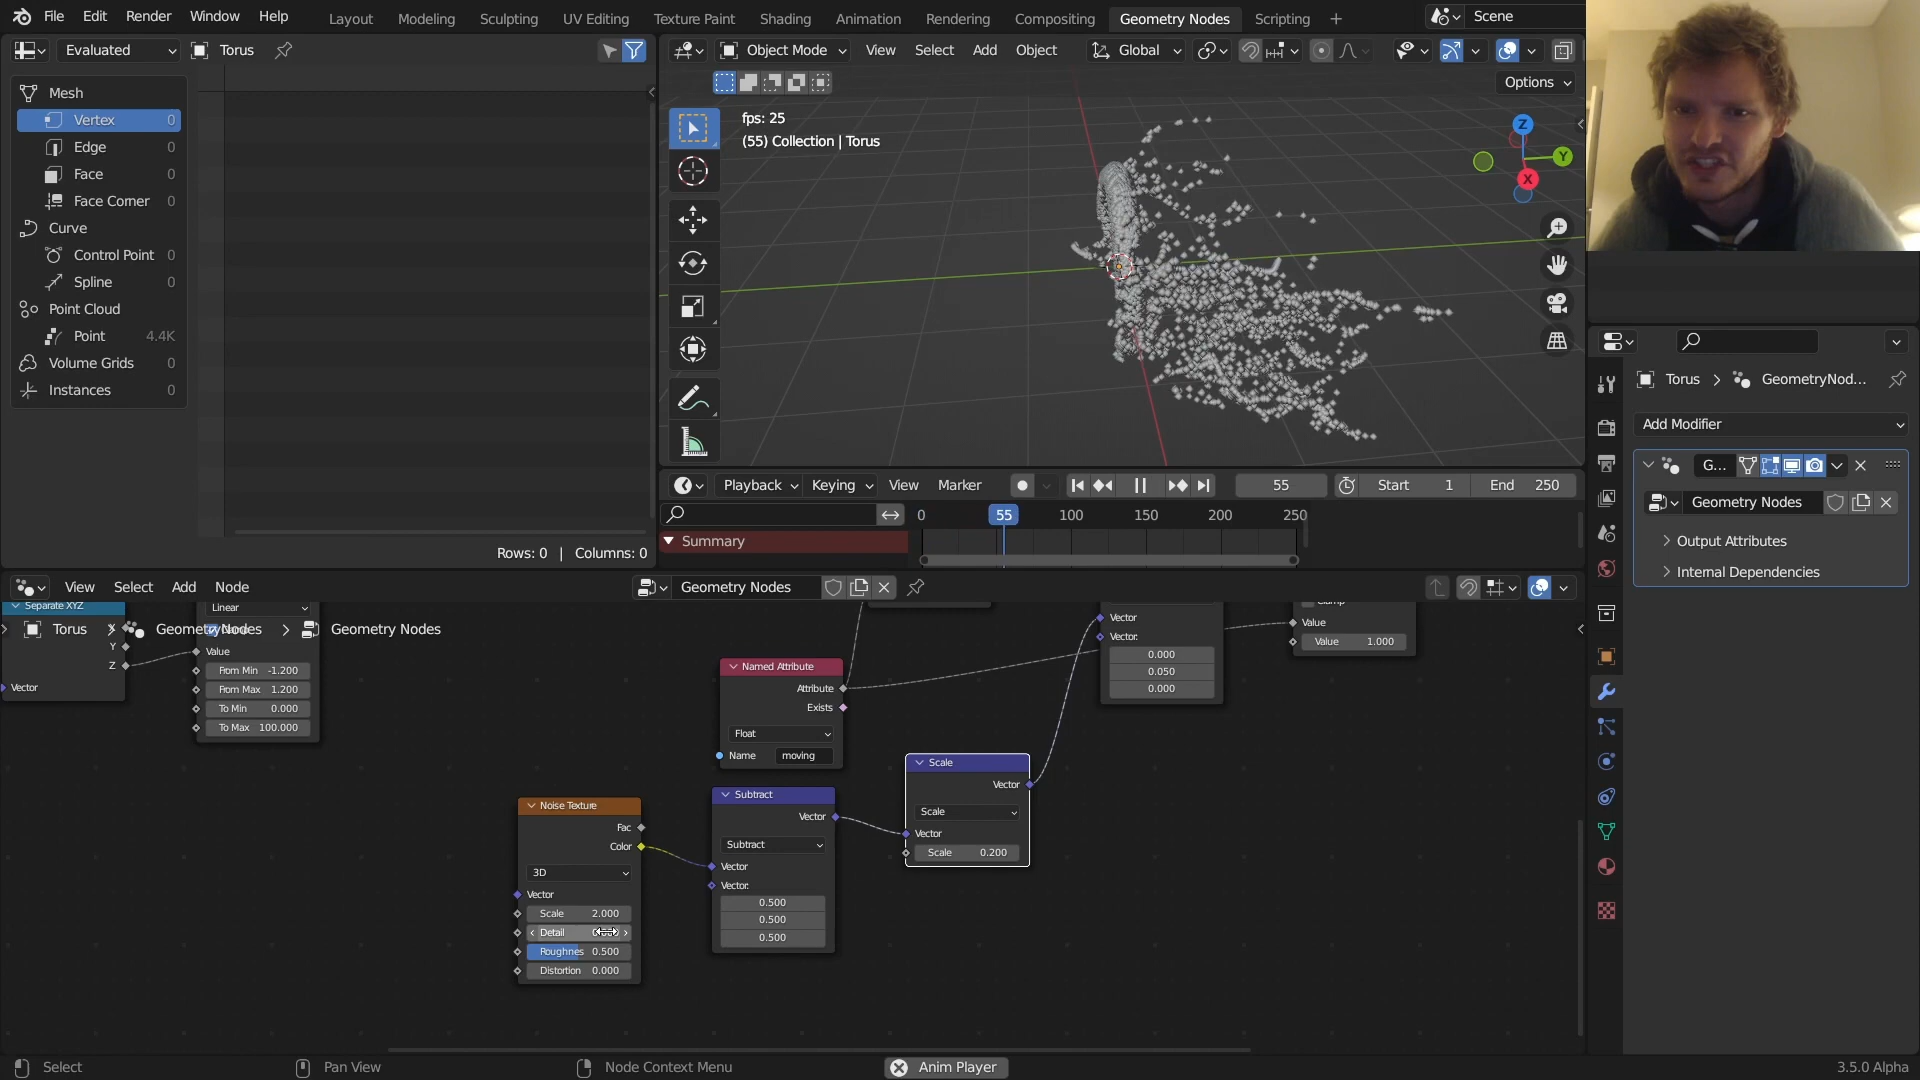 File Edit Render Window Help
Layout Modeling Sculpting UV Editing Texture Paint Shading Animation Rendering Compositing Geometry Nodes Scripting +
Scene
Evaluated Torus
Object Mode View Select Add Object Global
Options
Mesh
Vertex 0
Edge 0
Face 0
Face Corner 0
Curve
Control Point 0
Spline 0
Point Cloud
Point 4.4K
Volume Grids 0
Instances 0
Rows: 0 | Columns: 0
fps: 25
(55) Collection | Torus
Z
Y
X
Playback Keying View Marker 55 Start 1 End 250
0 55 100 150 200 250
Summary
Torus > GeometryNod...
Add Modifier
G...
Geometry Nodes
Output Attributes
Internal Dependencies
View Select Add Node
Geometry Nodes
Torus > GeometryNodes > Geometry Nodes
Separate XYZ
Y
Z
Vector
Linear
Value
From Min -1.200
From Max 1.200
To Min 0.000
To Max 100.000
Named Attribute
Attribute
Exists
Float
Name moving
Noise Texture
Fac
Color
3D
Vector
Scale 2.000
Detail
Roughnes 0.500
Distortion 0.000
Subtract
Vector
Subtract
Vector
Vector:
0.500
0.500
0.500
Scale
Vector
Scale
Vector
Scale 0.200
Vector
Vector:
0.000
0.050
0.000
Value
Value 1.000
Select Pan View Node Context Menu Anim Player 3.5.0 Alpha